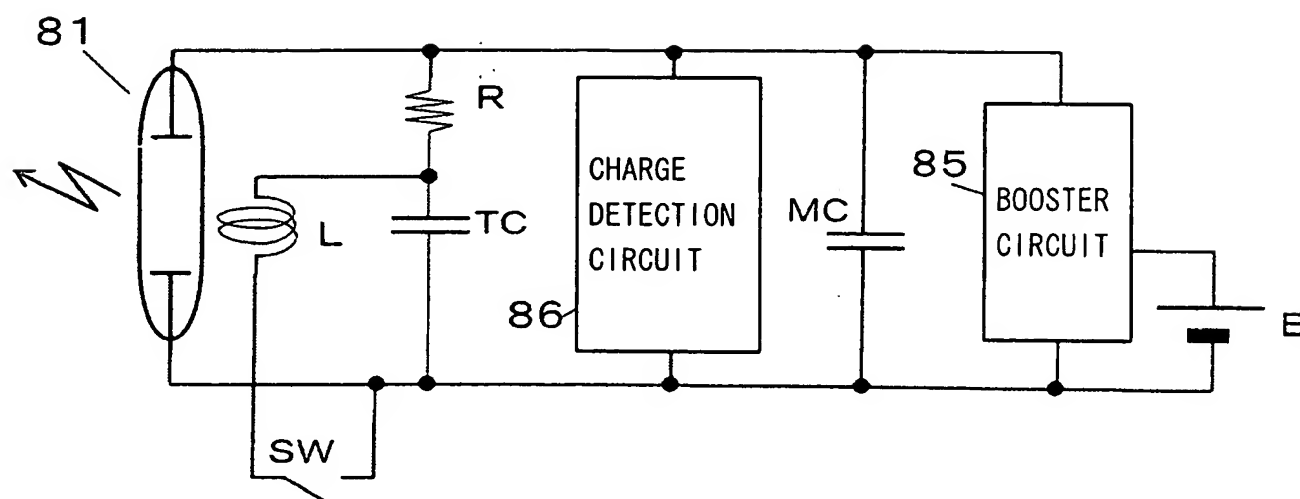 81
R
L
TC
CHARGE
DETECTION
CIRCUIT
86
MC
85
BOOSTER
CIRCUIT
E
SW